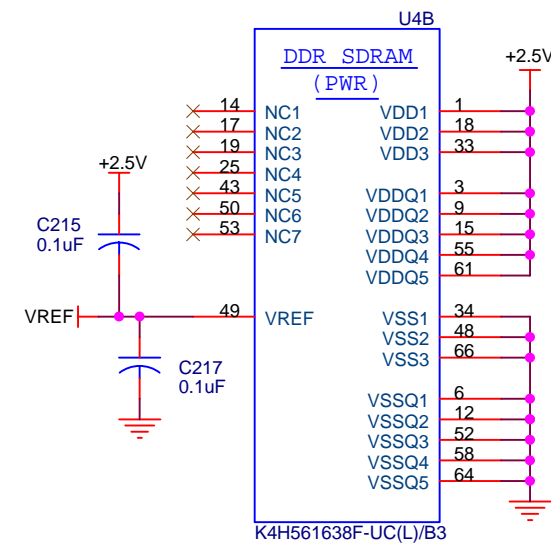 U4B
DDR SDRAM
(PWR)
+2.5V
14 NC1 VDD1 1
17 NC2 VDD2 18
19 NC3 VDD3 33
25 NC4
43 NC5 VDDQ1 3
50 NC6 VDDQ2 9
53 NC7 VDDQ3 15
VDDQ4 55
VDDQ5 61
+2.5V
C215
0.1uF
VREF 49 VREF VSS1 34
VSS2 48
VSS3 66
C217
0.1uF
VSSQ1 6
VSSQ2 12
VSSQ3 52
VSSQ4 58
VSSQ5 64
K4H561638F-UC(L)/B3